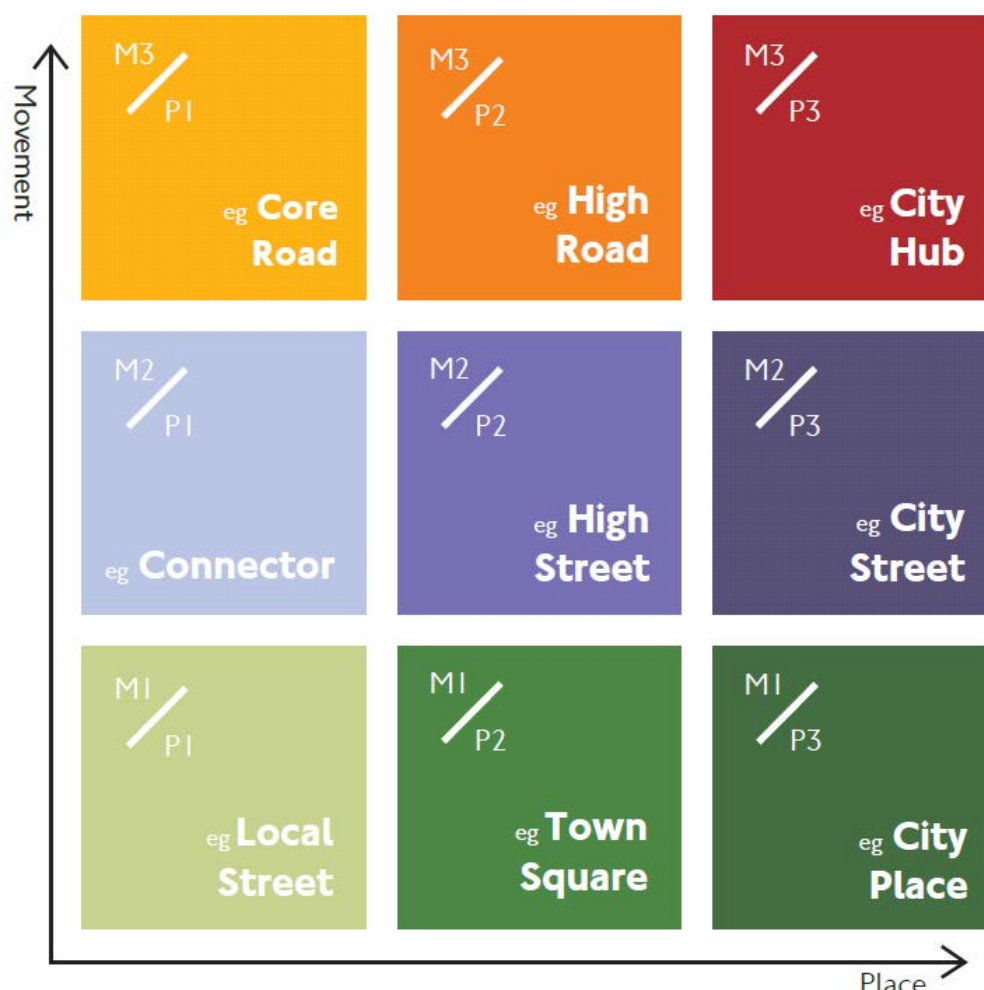 Movement
M3
P1
eg Core
Road
M3
P2
eg High
Road
M3
P3
eg City
Hub
M2
P1
eg Connector
M2
P2
eg High
Street
M2
P3
eg City
Street
M1
P1
eg Local
Street
M1
P2
eg Town
Square
M1
P3
eg City
Place
Place